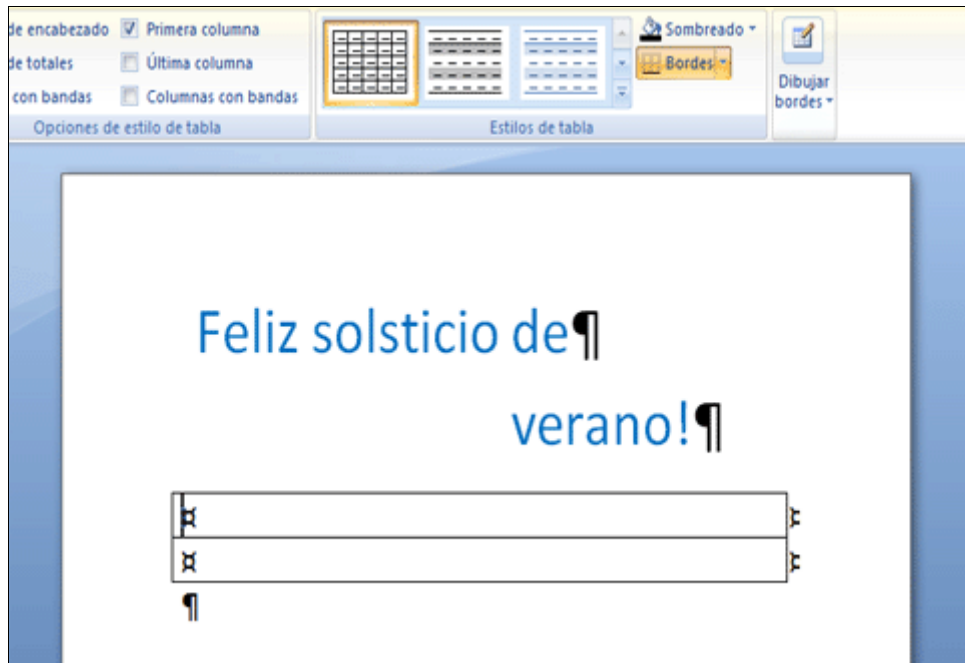 de encabezado Primera columna
de totales Última columna
con bandas Columnas con bandas
Opciones de estilo de tabla
Sombreado
Bordes
Estilos de tabla
Dibujar
bordes
Feliz solsticio de¶
verano!¶
¤ ¤
¤ ¤
¶